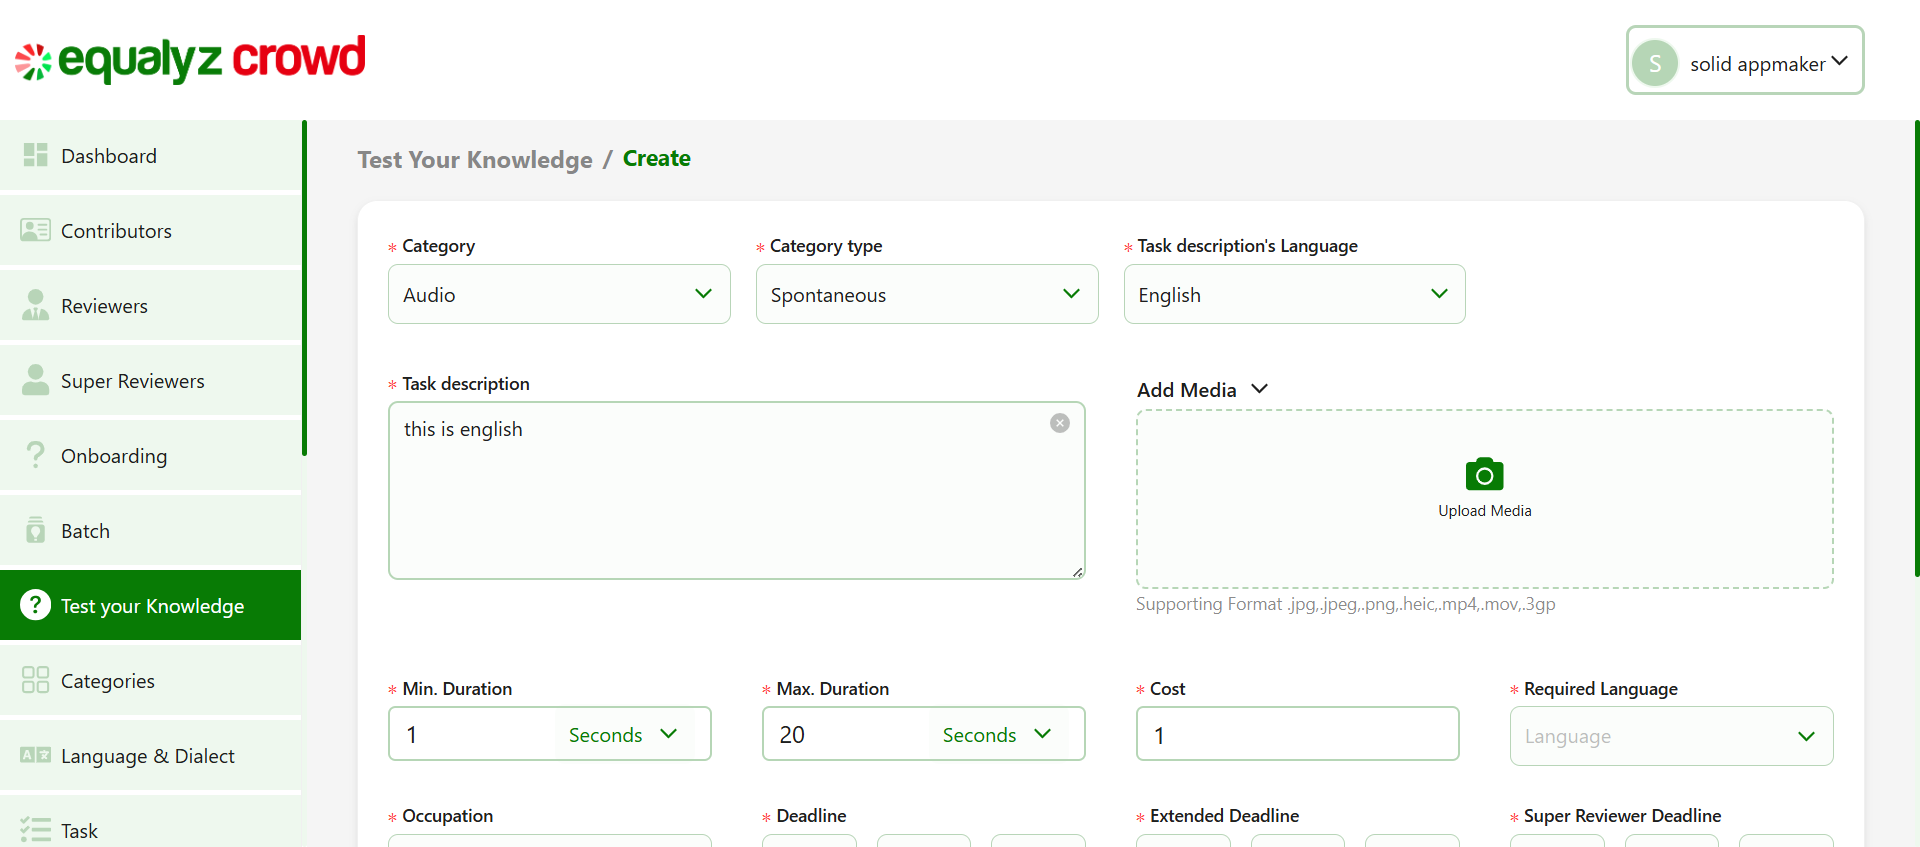 equalyz crowd
S
solid appmaker
Dashboard
Contributors
Reviewers
Super Reviewers
Onboarding
Batch
Test your Knowledge
Categories
Language & Dialect
Task
Test Your Knowledge / Create
* Category
* Category type
* Task description's Language
Audio
Spontaneous
English
* Task description
this is english
Add Media
Upload Media
Supporting Format .jpg,.jpeg,.png,.heic,.mp4,.mov,.3gp
* Min. Duration
* Max. Duration
* Cost
* Required Language
1 Seconds
20 Seconds
1
Language
* Occupation
* Deadline
* Extended Deadline
* Super Reviewer Deadline